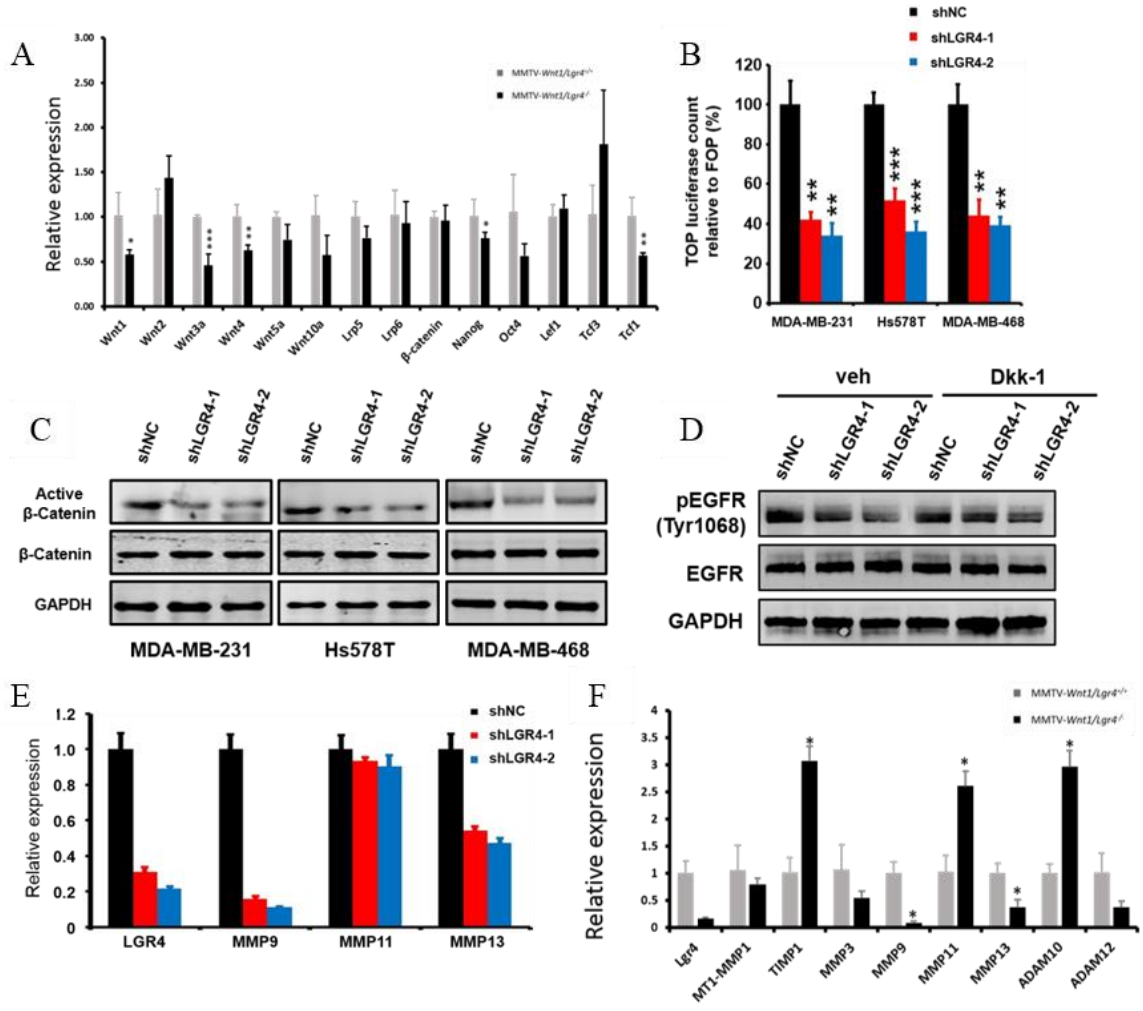 A
3.00
2.50
2.00
1.50
1.00
0.50
0.00
Relative expression
MMTV-Wnt1/Lgr4+/+
MMTV-Wnt1/Lgr4-/-
*
***
**
*
**
Wnt1
Wnt2
Wnt3a
Wnt4
Wnt5a
Wnt10a
Lrp5
Lrp6
β-catenin
Nanog
Oct4
Lef1
Tcf3
Tcf1
B
shNC
shLGR4-1
shLGR4-2
120
100
80
60
40
20
0
TOP luciferase count
relative to FOP (%)
**
**
***
***
**
**
MDA-MB-231
Hs578T
MDA-MB-468
C
shNC
shLGR4-1
shLGR4-2
shNC
shLGR4-1
shLGR4-2
shNC
shLGR4-1
shLGR4-2
Active
β-Catenin
β-Catenin
GAPDH
MDA-MB-231
Hs578T
MDA-MB-468
D
veh
Dkk-1
shNC
shLGR4-1
shLGR4-2
shNC
shLGR4-1
shLGR4-2
pEGFR
(Tyr1068)
EGFR
GAPDH
E
1.2
1.0
0.8
0.6
0.4
0.2
0
Relative expression
shNC
shLGR4-1
shLGR4-2
LGR4
MMP9
MMP11
MMP13
F
4
3.5
3
2.5
2
1.5
1
0.5
0
Relative expression
MMTV-Wnt1/Lgr4+/+
MMTV-Wnt1/Lgr4-/-
*
*
*
*
*
Lgr4
MT1-MMP1
TIMP1
MMP3
MMP9
MMP11
MMP13
ADAM10
ADAM12